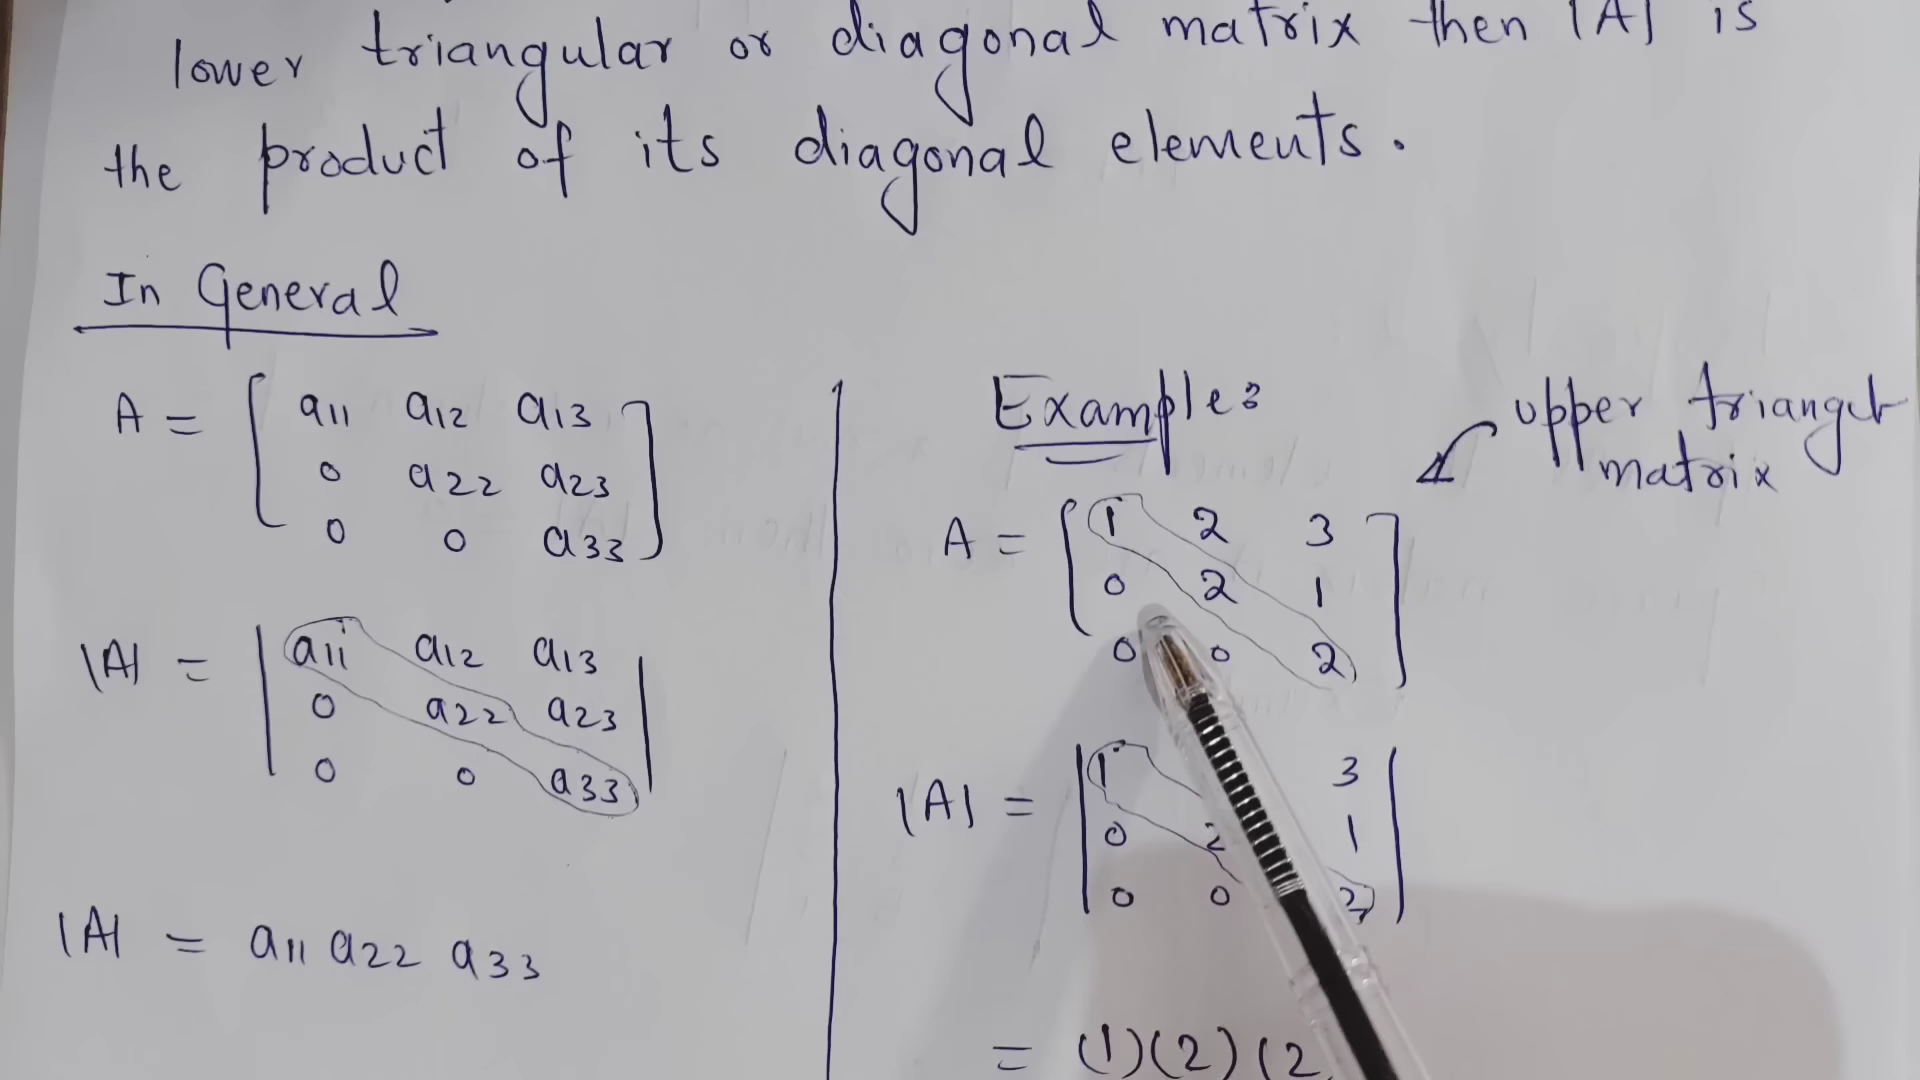 lower triangular or diagonal matrix then |A| is
the product of its diagonal elements.
In General
A = [ a11 a12 a13
0 a22 a23
0 0 a33 ]
|A| = | a11 a12 a13
0 a22 a23
0 0 a33 |
|A| = a11 a22 a33
Example:
upper
matrix
A = [ 1 2 3
0 2 1
0 0 2 ]
|A| = | 1 3
0 2 1
0 0 2 |
= (1)(2)(2